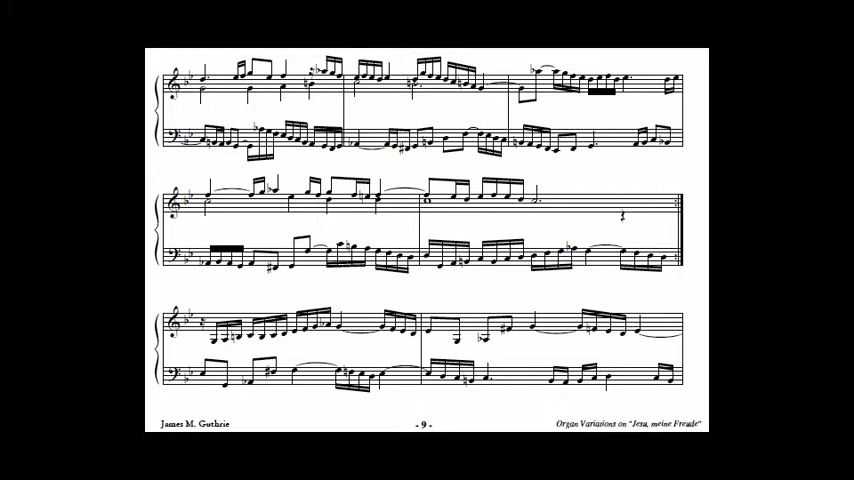 James M. Guthrie
- 9 -
Organ Variations on "Jesu, meine Freude"